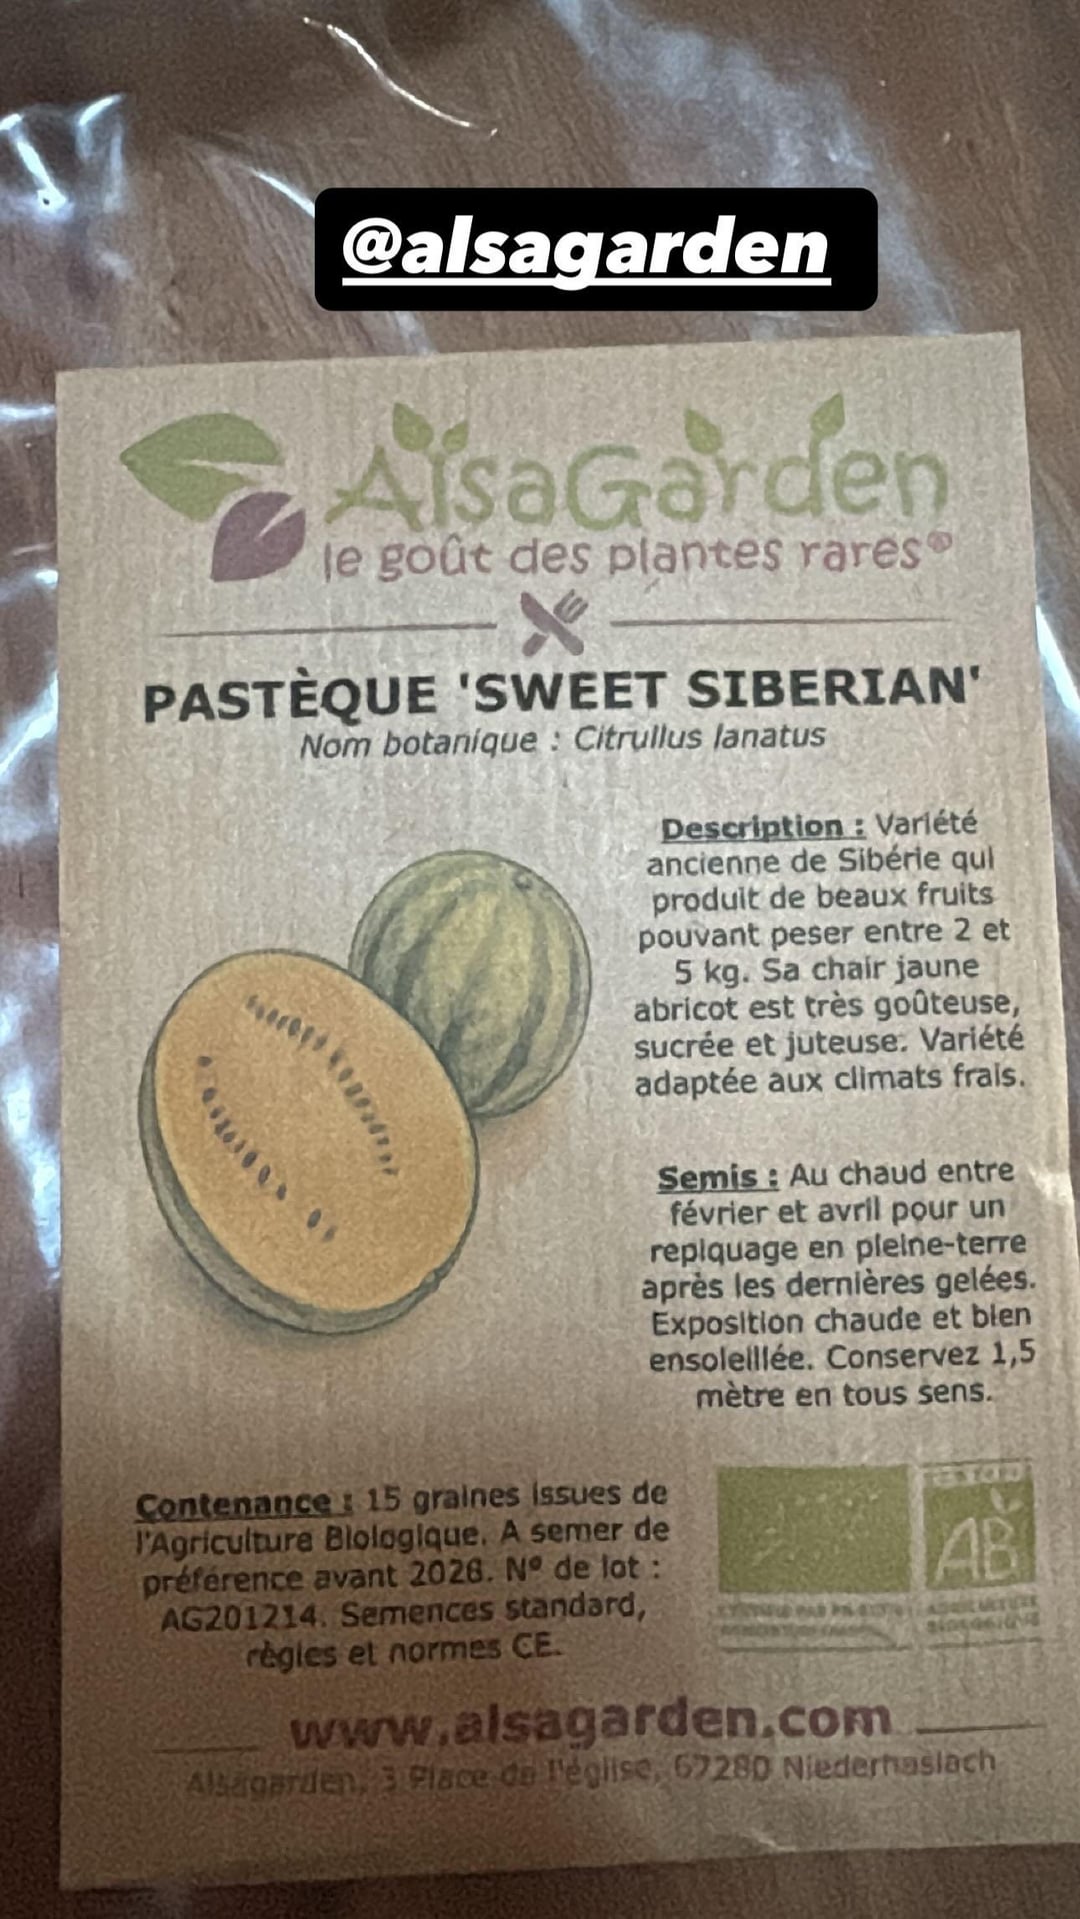 @alsagarden
AlsaGarden
le goût des plantes rares®
PASTÈQUE 'SWEET SIBERIAN'
Nom botanique : Citrullus lanatus
Description : Variété
ancienne de Sibérie qui
produit de beaux fruits
pouvant peser entre 2 et
5 kg. Sa chair jaune
abricot est très goûteuse,
sucrée et juteuse. Variété
adaptée aux climats frais.
Semis : Au chaud entre
février et avril pour un
repiquage en pleine-terre
après les dernières gelées.
Exposition chaude et bien
ensoleillée. Conservez 1,5
mètre en tous sens.
Contenance : 15 graines issues de
l'Agriculture Biologique. A semer de
préférence avant 2026. N° de lot :
AG201214. Semences standard,
règles et normes CE.
AB
AGRICULTURE
BIOLOGIQUE
www.alsagarden.com
Alsagarden, 3 Place de l'église, 67280 Niederhaslach